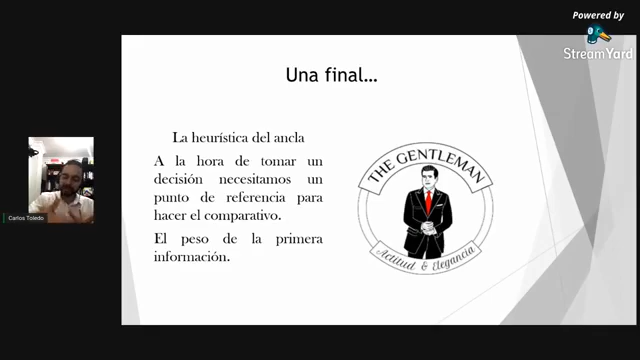 Powered by
StreamYard
Una final...
La heurística del ancla
A la hora de tomar un
decisión necesitamos un
punto de referencia para
hacer el comparativo.
El peso de la primera
información.
THE GENTLEMAN
Actitud & Elegancia
Carlos Toledo